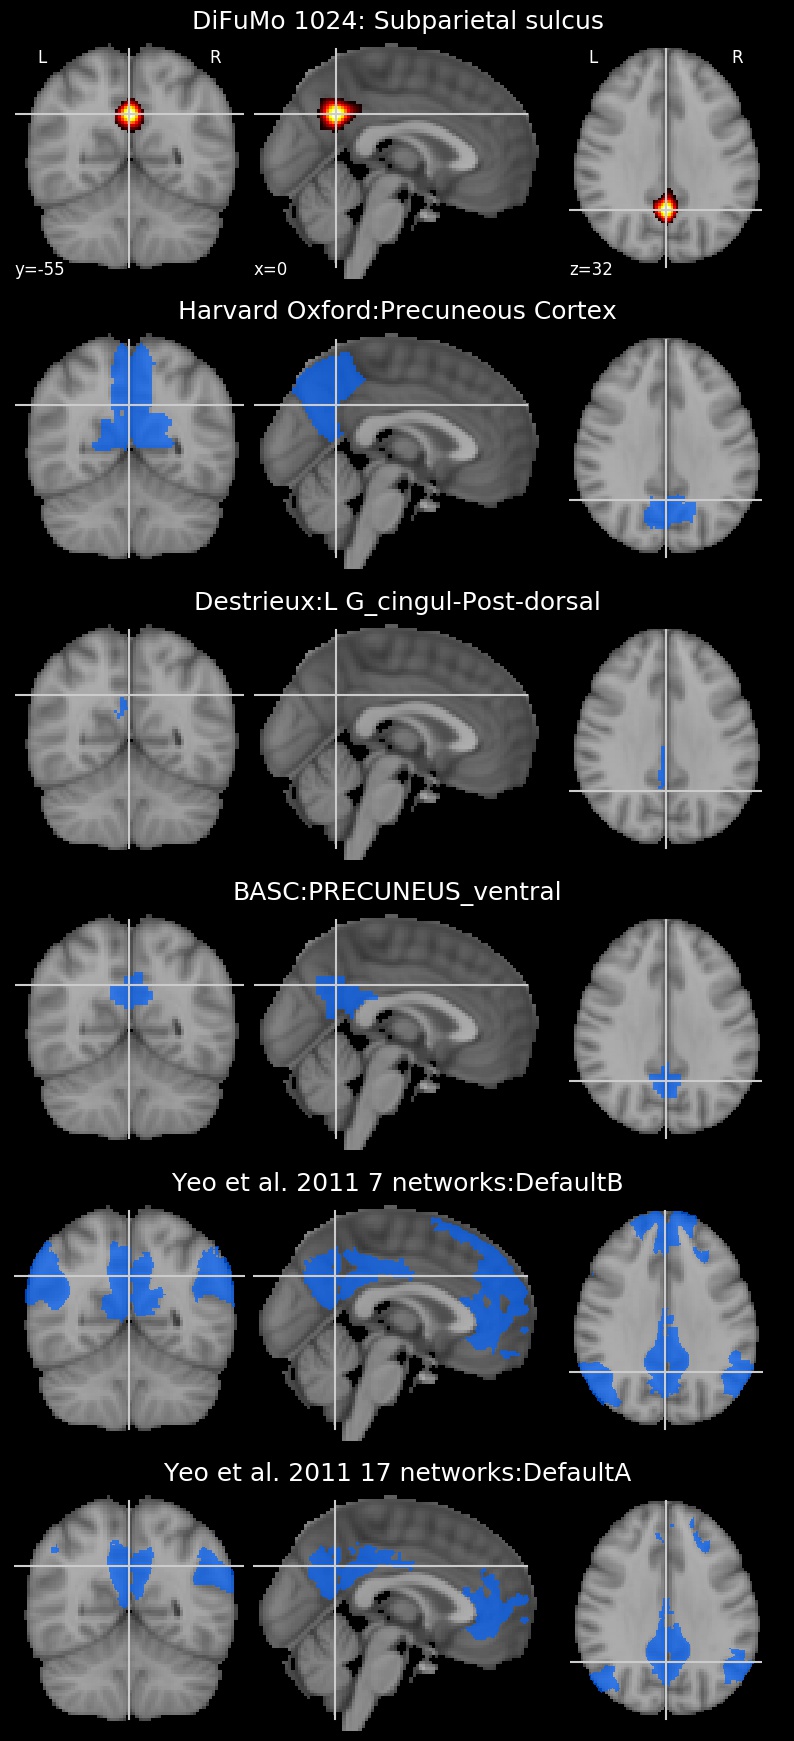 DiFuMo 1024: Subparietal sulcus
L R L R
y=-55 x=0 z=32
Harvard Oxford:Precuneous Cortex
Destrieux:L G_cingul-Post-dorsal
BASC:PRECUNEUS_ventral
Yeo et al. 2011 7 networks:DefaultB
Yeo et al. 2011 17 networks:DefaultA